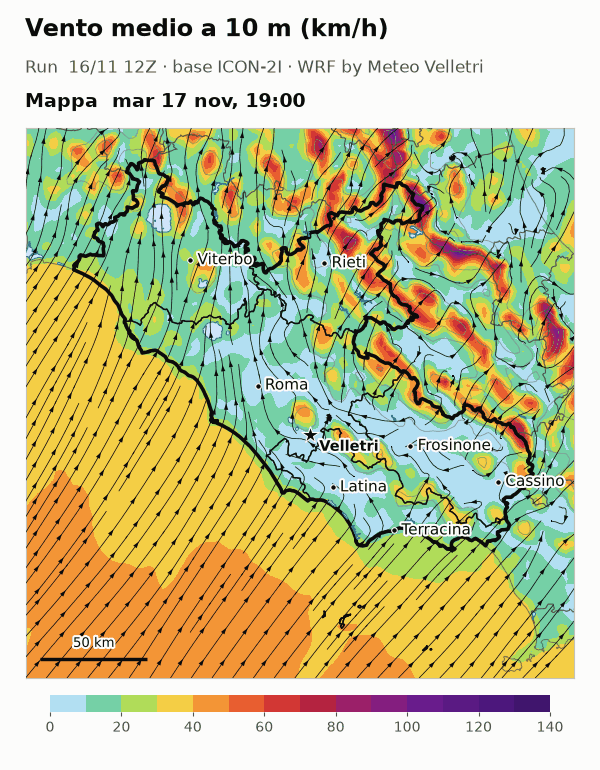 Vento medio a 10 m (km/h)
Run  16/11 12Z · base ICON-2I · WRF by Meteo Velletri
Mappa  mar 17 nov, 19:00
Viterbo
Rieti
Roma
Velletri
Frosinone
Latina
Cassino
Terracina
50 km
0 20 40 60 80 100 120 140